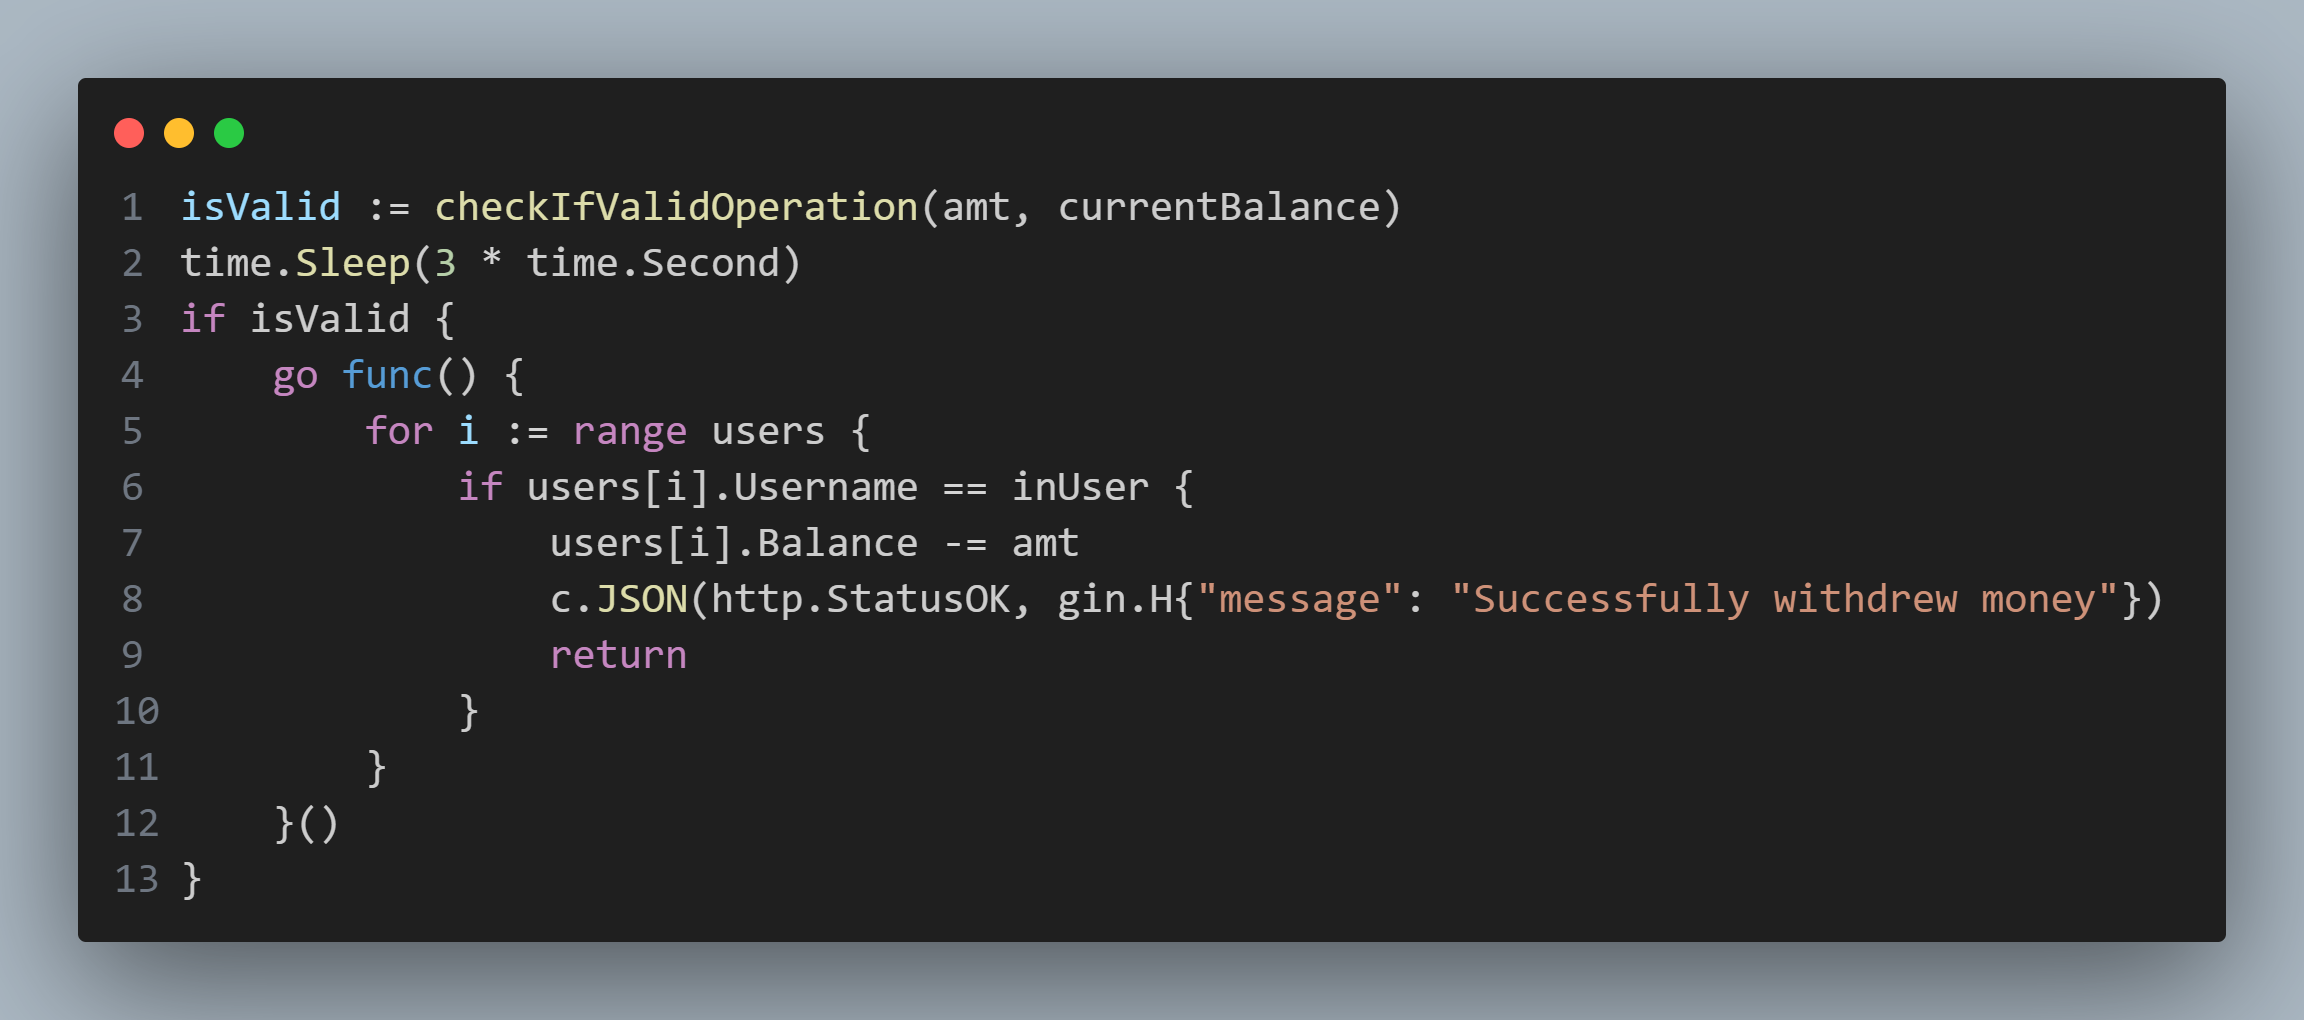 1 isValid := checkIfValidOperation(amt, currentBalance)
2 time.Sleep(3 * time.Second)
3 if isValid {
4     go func() {
5         for i := range users {
6             if users[i].Username == inUser {
7                 users[i].Balance -= amt
8                 c.JSON(http.StatusOK, gin.H{"message": "Successfully withdrew money"})
9                 return
10             }
11         }
12     }()
13 }